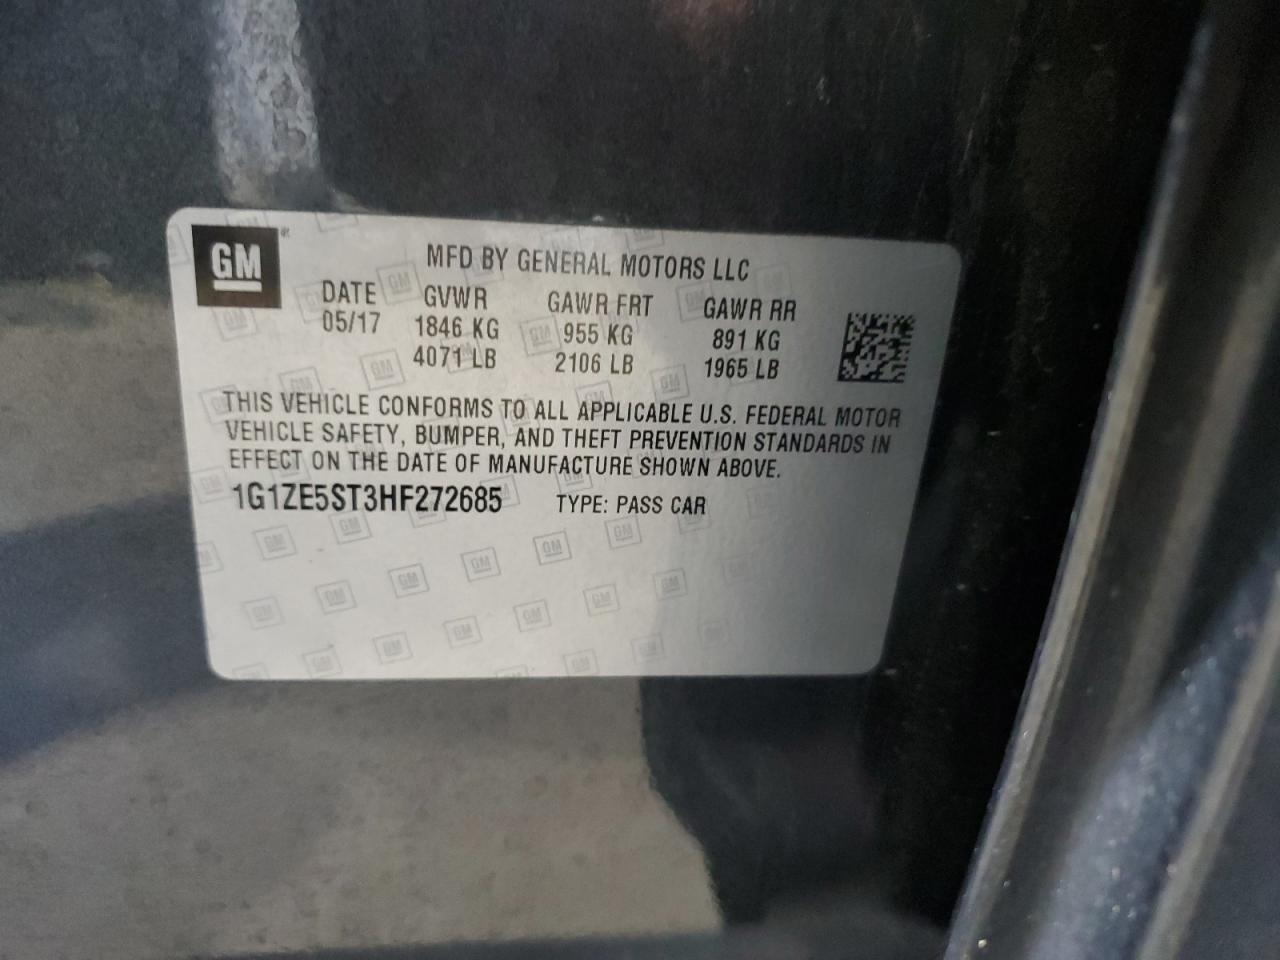 GM
MFD BY GENERAL MOTORS LLC
DATE GVWR GAWR FRT GAWR RR
05/17 1846 KG 955 KG 891 KG
4071 LB 2106 LB 1965 LB
THIS VEHICLE CONFORMS TO ALL APPLICABLE U.S. FEDERAL MOTOR
VEHICLE SAFETY, BUMPER, AND THEFT PREVENTION STANDARDS IN
EFFECT ON THE DATE OF MANUFACTURE SHOWN ABOVE.
1G1ZE5ST3HF272685 TYPE: PASS CAR